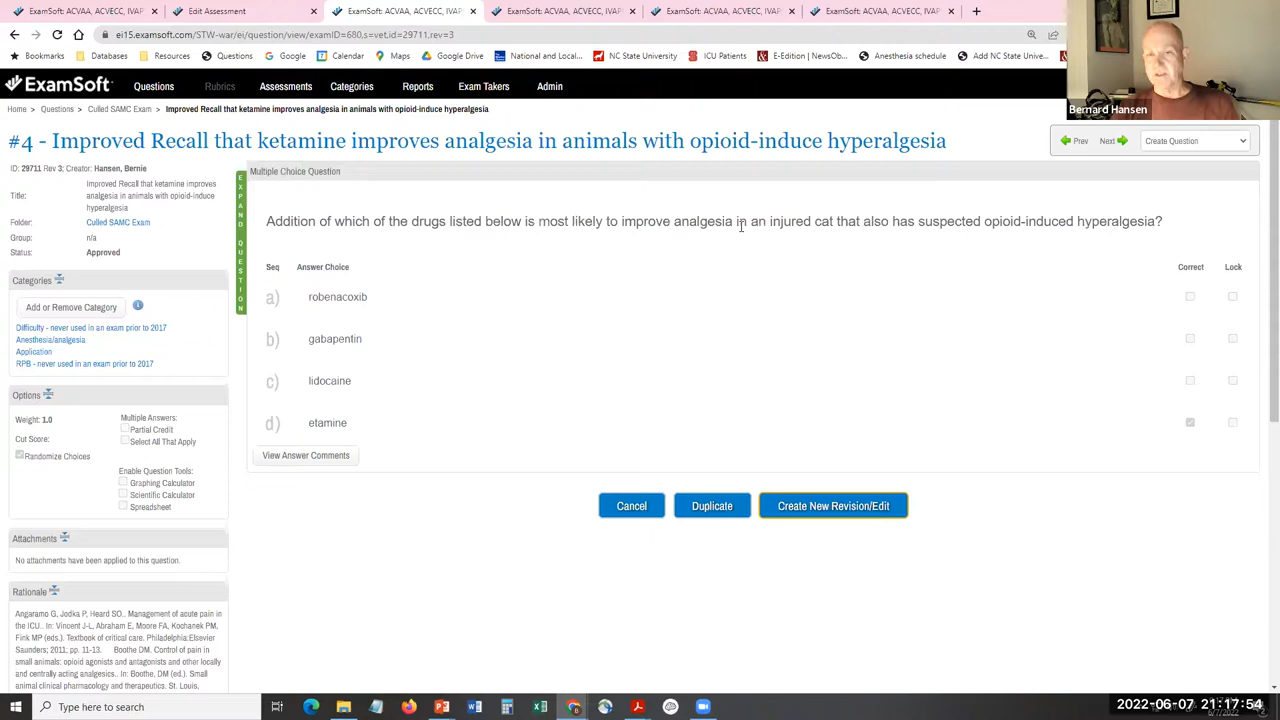 ExamSoft: ACVAA, ACVECC, IVAP
Edit Assessment
ExamSoft: ACVAA, ACVECC, IVAP
ExamSoft: ACVAA, ACVECC, IVAP
ExamSoft: ACVAA, ACVECC, IVAP
ExamSoft: ACVAA, ACVECC, IVAP
ei15.examsoft.com/STW-war/ei/question/view/examID=680,s=vet,id=29711,rev=3
Bookmarks
Databases
Resources
Questions
Google
Calendar
Maps
Google Drive
National and Local...
NC State University
ICU Patients
E-Edition | NewsOb...
Anesthesia schedule
Add NC State Univ...
Bernard Hansen
ExamSoft
Questions
Rubrics
Assessments
Categories
Reports
Exam Takers
Admin
Home
Questions
Culled SAMC Exam
Improved Recall that ketamine improves analgesia in animals with opioid-induce hyperalgesia
#4 - Improved Recall that ketamine improves analgesia in animals with opioid-induce hyperalgesia
Prev
Next
Create Question
ID: 29711 Rev 3; Creator: Hansen, Bernie
Title:
Improved Recall that ketamine improves
analgesia in animals with opioid-induce
hyperalgesia
Folder:
Culled SAMC Exam
Group:
n/a
Status:
Approved
Categories
Add or Remove Category
Difficulty - never used in an exam prior to 2017
Anesthesia/analgesia
Application
RPB - never used in an exam prior to 2017
Options
Weight: 1.0
Cut Score:
Randomize Choices
Multiple Answers:
Partial Credit
Select All That Apply
Enable Question Tools:
Graphing Calculator
Scientific Calculator
Spreadsheet
Attachments
No attachments have been applied to this question.
Rationale
Angaramo G, Jodka P, Heard SO.. Management of acute pain in
the ICU.. In: Vincent J-L, Abraham E, Moore FA, Kochanek PM,
Fink MP (eds.). Textbook of critical care. Philadelphia:Elsevier
Saunders; 2011; pp. 11-13. Boothe DM. Control of pain in
small animals: opioid agonists and antagonists and other locally
and centrally acting analgesics.. In: Boothe, DM (ed.). Small
animal clinical pharmacology and therapeutics. St. Louis,
EXPAND QUESTION
Multiple Choice Question
Addition of which of the drugs listed below is most likely to improve analgesia in an injured cat that also has suspected opioid-induced hyperalgesia?
Seq Answer Choice Correct Lock
a) robenacoxib
b) gabapentin
c) lidocaine
d) etamine
View Answer Comments
Cancel
Duplicate
Create New Revision/Edit
Type here to search
2022-06-07 21:17:54